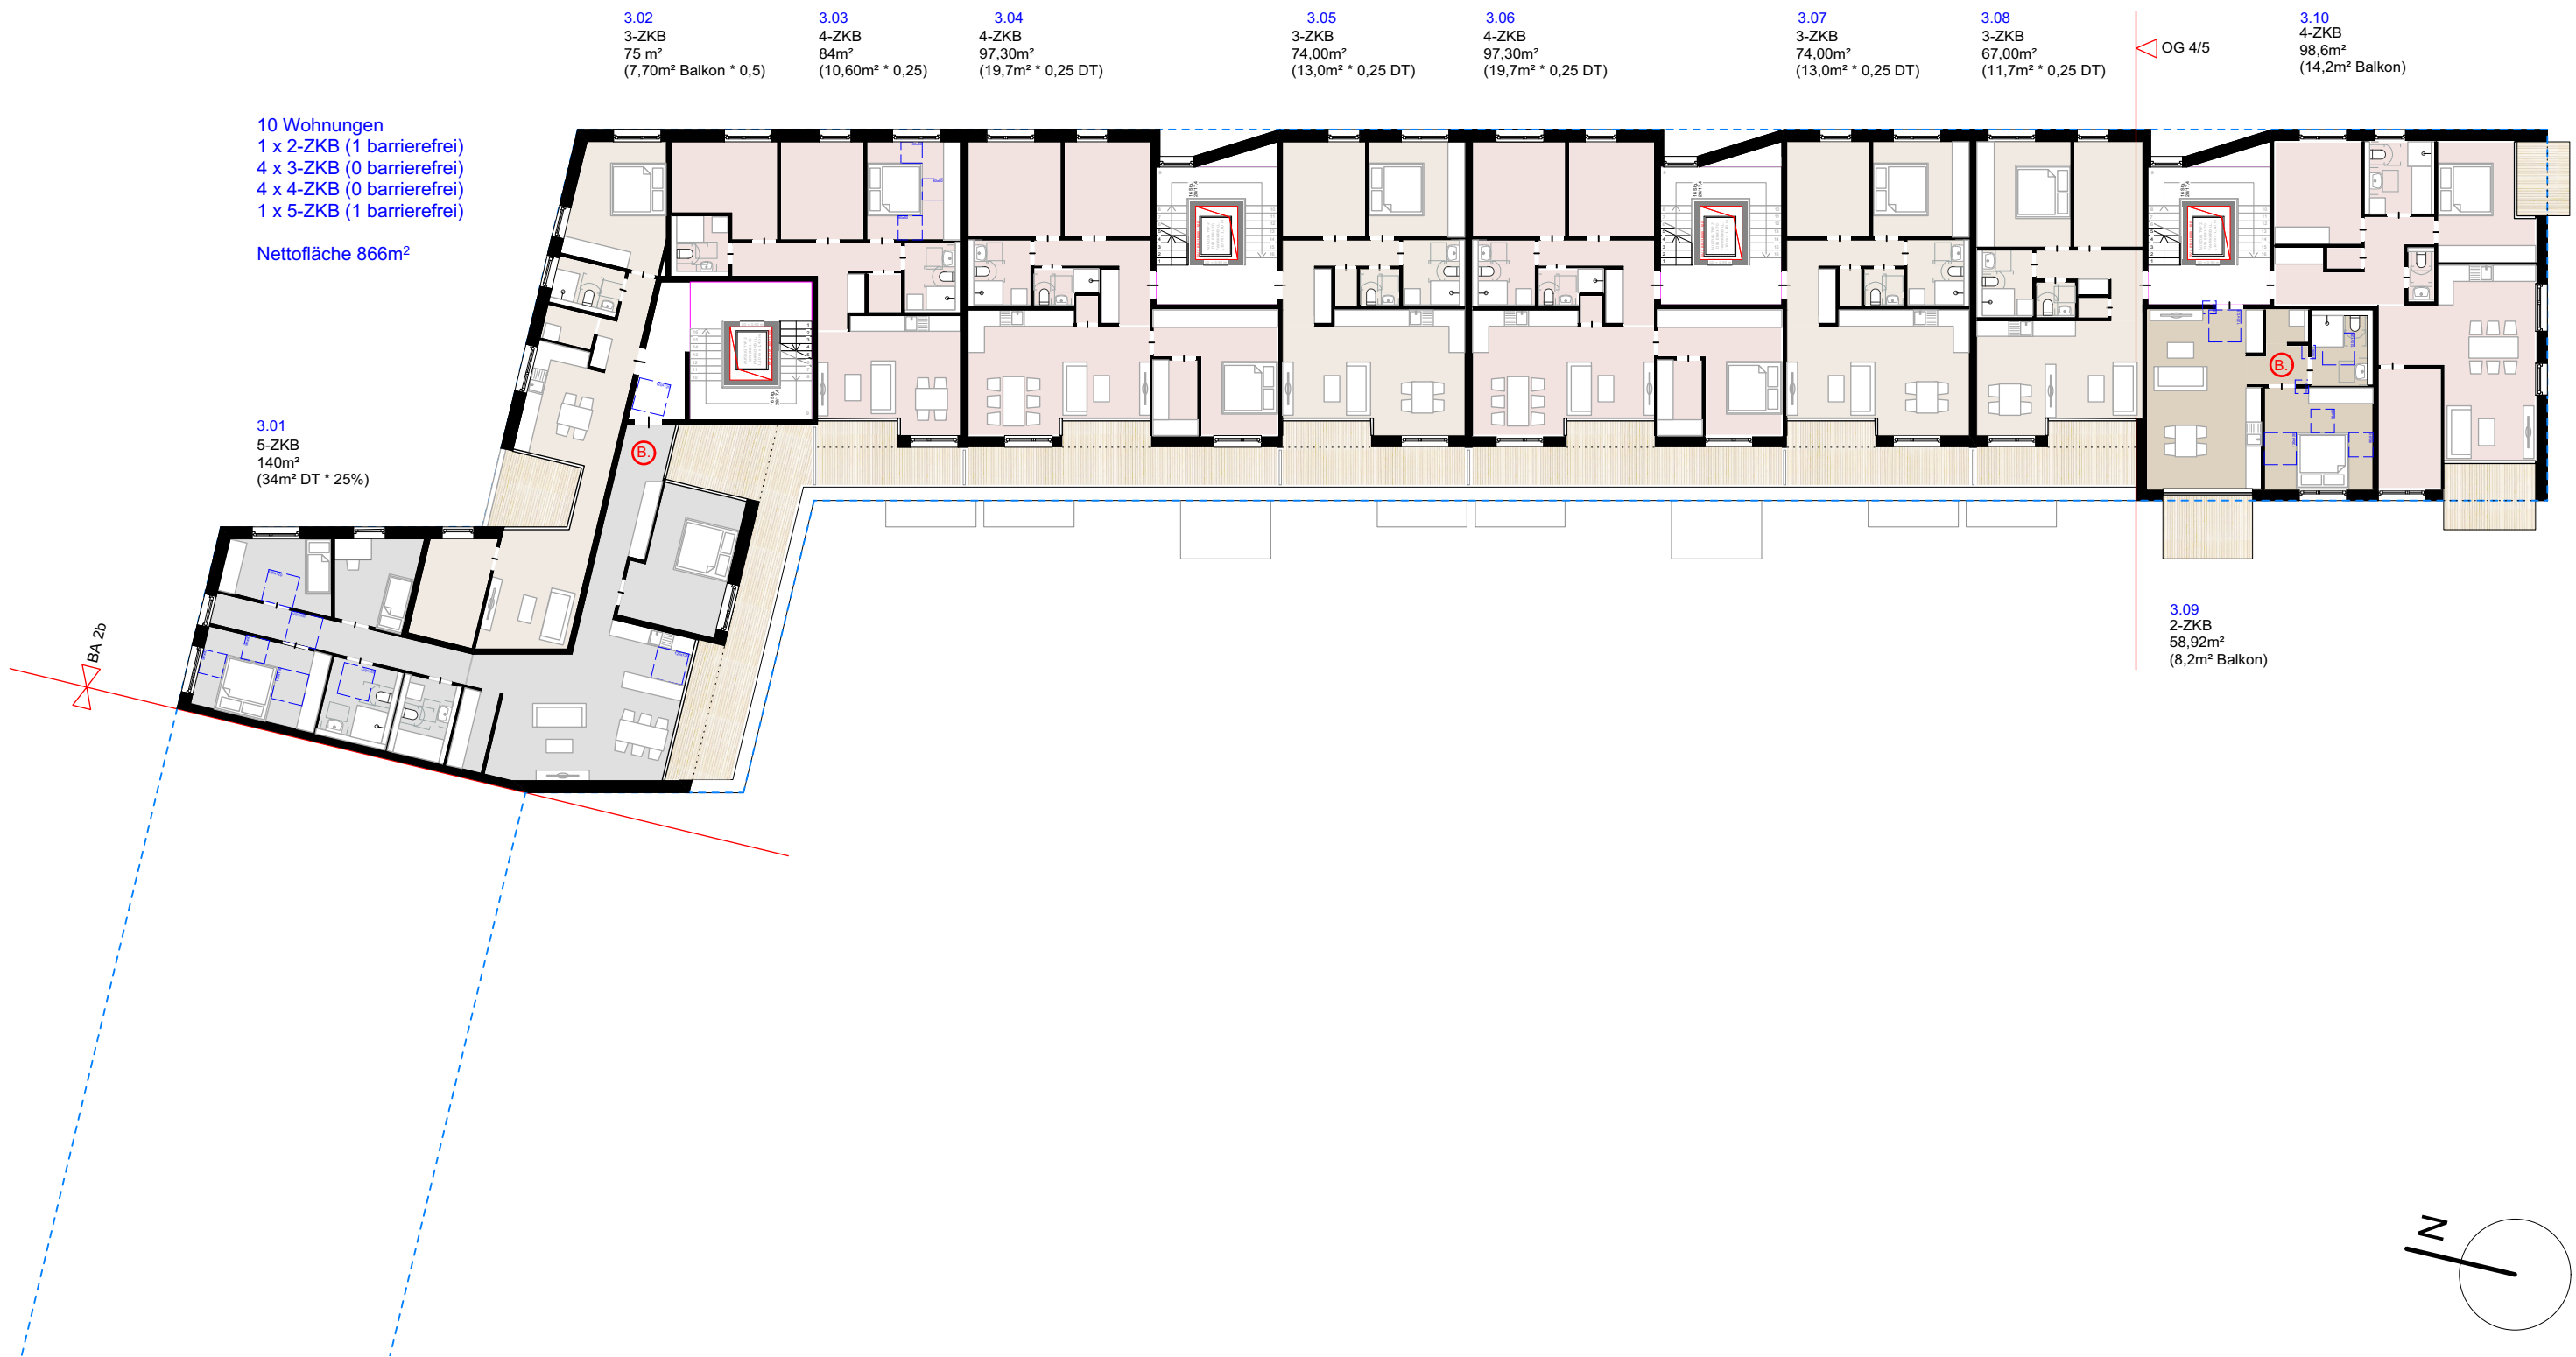 3.02
3-ZKB
75 m²
(7,70m² Balkon * 0,5)
3.03
4-ZKB
84m²
(10,60m² * 0,25)
3.04
4-ZKB
97,30m²
(19,7m² * 0,25 DT)
3.05
3-ZKB
74,00m²
(13,0m² * 0,25 DT)
3.06
4-ZKB
97,30m²
(19,7m² * 0,25 DT)
3.07
3-ZKB
74,00m²
(13,0m² * 0,25 DT)
3.08
3-ZKB
67,00m²
(11,7m² * 0,25 DT)
OG 4/5
3.10
4-ZKB
98,6m²
(14,2m² Balkon)
10 Wohnungen
1 x 2-ZKB (1 barrierefrei)
4 x 3-ZKB (0 barrierefrei)
4 x 4-ZKB (0 barrierefrei)
1 x 5-ZKB (1 barrierefrei)
Nettofläche 866m²
3.01
5-ZKB
140m²
(34m² DT * 25%)
B.
B.
BA 2b
3.09
2-ZKB
58,92m²
(8,2m² Balkon)
N